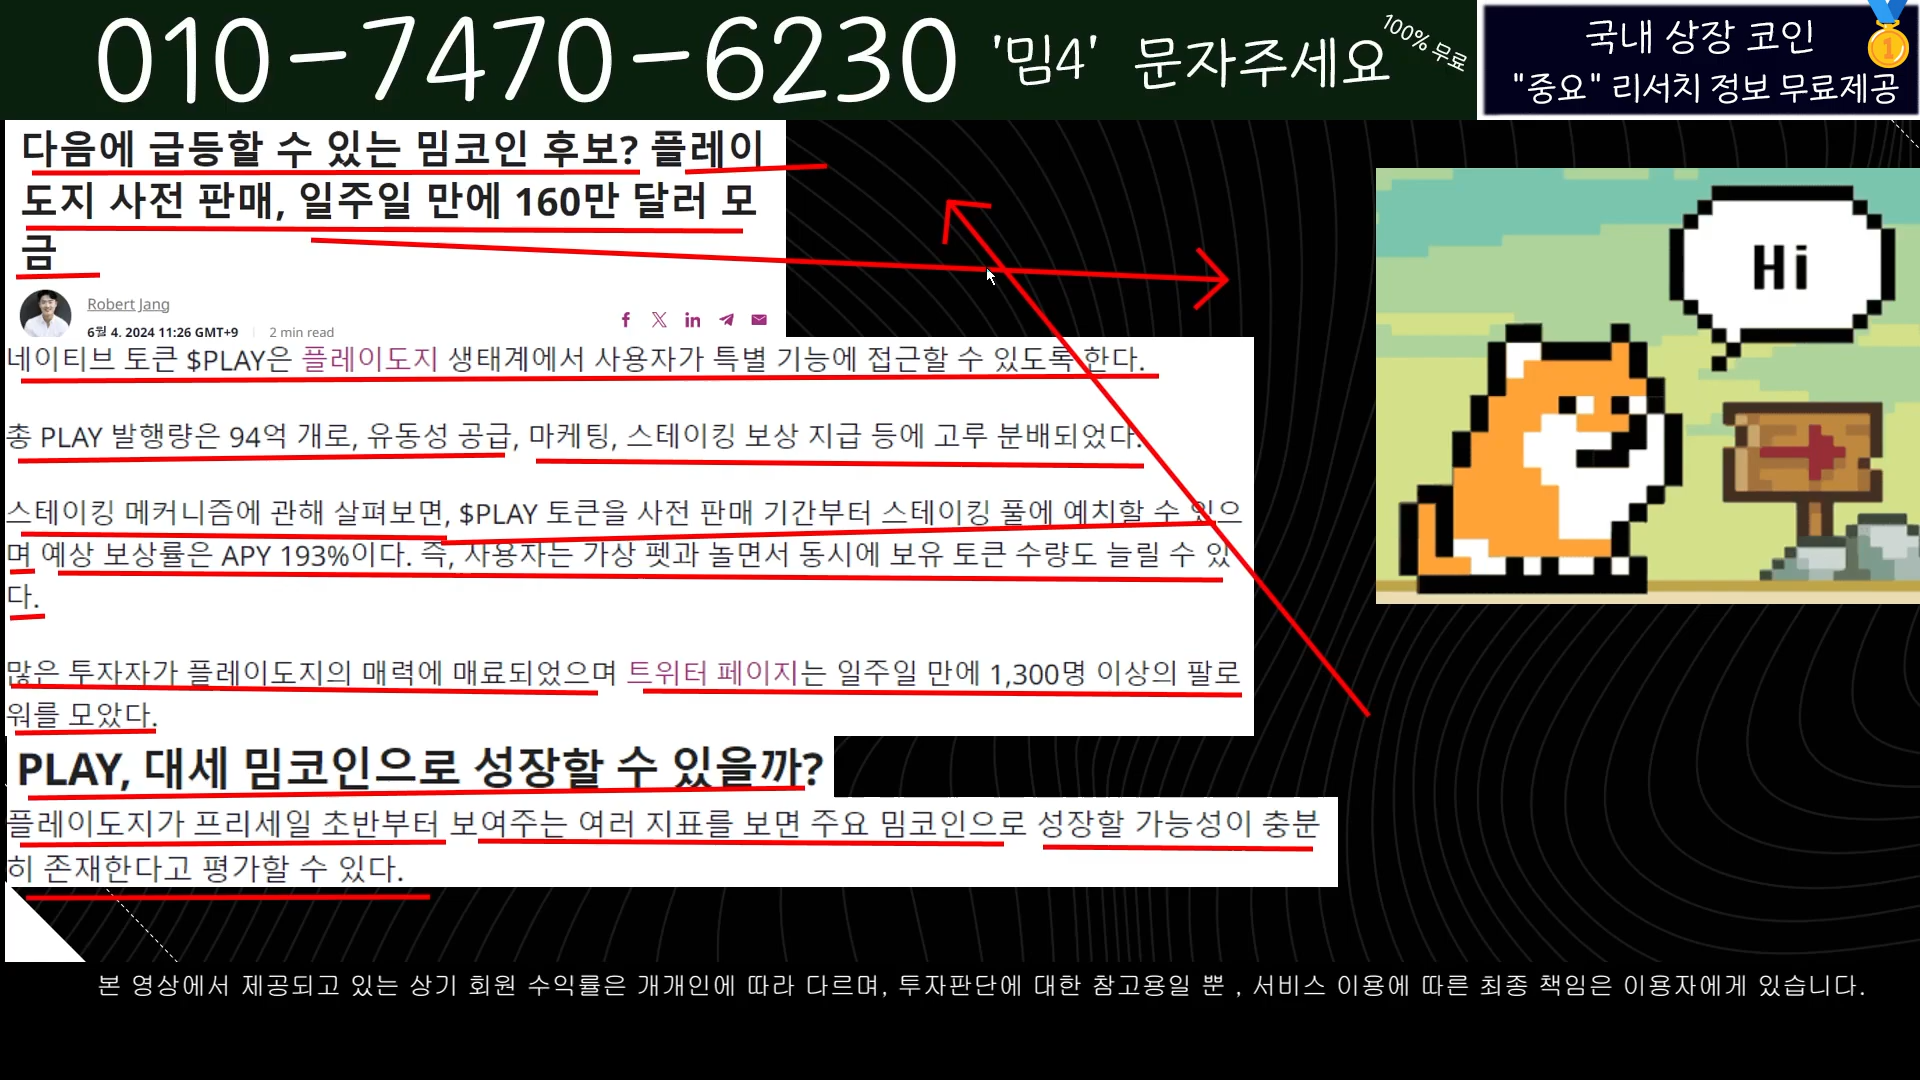 010-7470-6230 '밈4' 문자주세요 100% 무료
국내 상장 코인
"중요" 리서치 정보 무료제공
다음에 급등할 수 있는 밈코인 후보? 플레이
도지 사전 판매, 일주일 만에 160만 달러 모
금
Robert Jang
6월 4, 2024 11:26 GMT+9 2 min read
Hi
네이티브 토큰 $PLAY은 플레이도지 생태계에서 사용자가 특별 기능에 접근할 수 있도록 한다.
총 PLAY 발행량은 94억 개로, 유동성 공급, 마케팅, 스테이킹 보상 지급 등에 고루 분배되었다.
스테이킹 메커니즘에 관해 살펴보면, $PLAY 토큰을 사전 판매 기간부터 스테이킹 풀에 예치할 수 있으
며 예상 보상률은 APY 193%이다. 즉, 사용자는 가상 펫과 놀면서 동시에 보유 토큰 수량도 늘릴 수 있
다.
많은 투자자가 플레이도지의 매력에 매료되었으며 트위터 페이지는 일주일 만에 1,300명 이상의 팔로
워를 모았다.
PLAY, 대세 밈코인으로 성장할 수 있을까?
플레이도지가 프리세일 초반부터 보여주는 여러 지표를 보면 주요 밈코인으로 성장할 가능성이 충분
히 존재한다고 평가할 수 있다.
본 영상에서 제공되고 있는 상기 회원 수익률은 개개인에 따라 다르며, 투자판단에 대한 참고용일 뿐 , 서비스 이용에 따른 최종 책임은 이용자에게 있습니다.